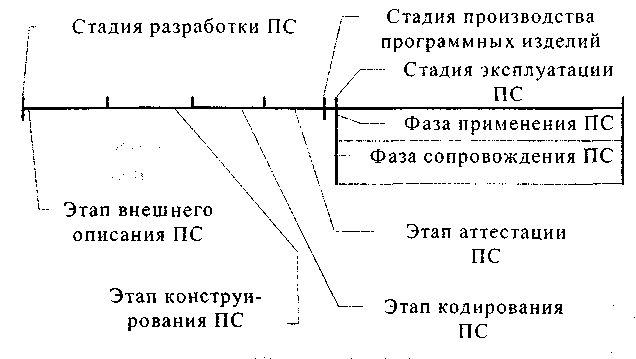 Стадия разработки ПС
Стадия производства
программных изделий
Стадия эксплуатации
ПС
Фаза применения ПС
Фаза сопровождения ПС
Этап внешнего
описания ПС
Этап аттестации
ПС
Этап конструи-
рования ПС
Этап кодирования
ПС